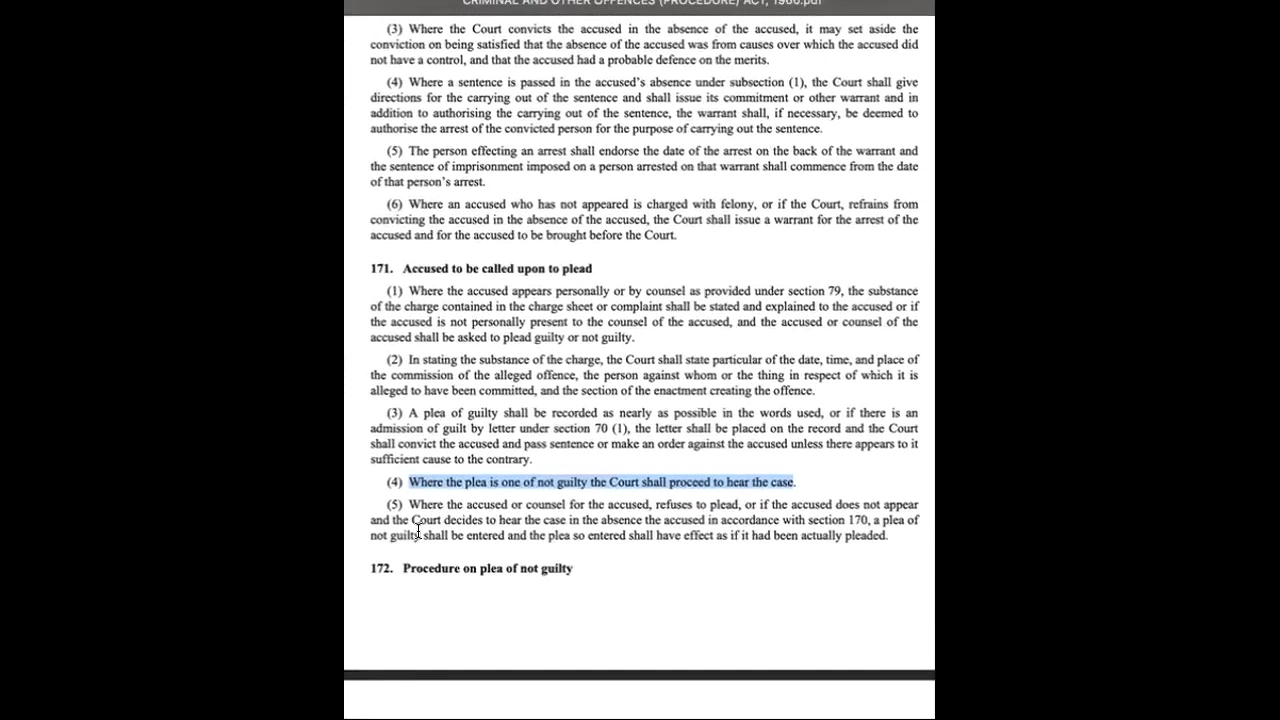 CRIMINAL AND OTHER OFFENCES (PROCEDURE) ACT, 1960.pdf
(3) Where the Court convicts the accused in the absence of the accused, it may set aside the
conviction on being satisfied that the absence of the accused was from causes over which the accused did
not have a control, and that the accused had a probable defence on the merits.
(4) Where a sentence is passed in the accused's absence under subsection (1), the Court shall give
directions for the carrying out of the sentence and shall issue its commitment or other warrant and in
addition to authorising the carrying out of the sentence, the warrant shall, if necessary, be deemed to
authorise the arrest of the convicted person for the purpose of carrying out the sentence.
(5) The person effecting an arrest shall endorse the date of the arrest on the back of the warrant and
the sentence of imprisonment imposed on a person arrested on that warrant shall commence from the date
of that person's arrest.
(6) Where an accused who has not appeared is charged with felony, or if the Court, refrains from
convicting the accused in the absence of the accused, the Court shall issue a warrant for the arrest of the
accused and for the accused to be brought before the Court.
171. Accused to be called upon to plead
(1) Where the accused appears personally or by counsel as provided under section 79, the substance
of the charge contained in the charge sheet or complaint shall be stated and explained to the accused or if
the accused is not personally present to the counsel of the accused, and the accused or counsel of the
accused shall be asked to plead guilty or not guilty.
(2) In stating the substance of the charge, the Court shall state particular of the date, time, and place of
the commission of the alleged offence, the person against whom or the thing in respect of which it is
alleged to have been committed, and the section of the enactment creating the offence.
(3) A plea of guilty shall be recorded as nearly as possible in the words used, or if there is an
admission of guilt by letter under section 70 (1), the letter shall be placed on the record and the Court
shall convict the accused and pass sentence or make an order against the accused unless there appears to it
sufficient cause to the contrary.
(4) Where the plea is one of not guilty the Court shall proceed to hear the case.
(5) Where the accused or counsel for the accused, refuses to plead, or if the accused does not appear
and the Court decides to hear the case in the absence the accused in accordance with section 170, a plea of
not guilty shall be entered and the plea so entered shall have effect as if it had been actually pleaded.
172. Procedure on plea of not guilty